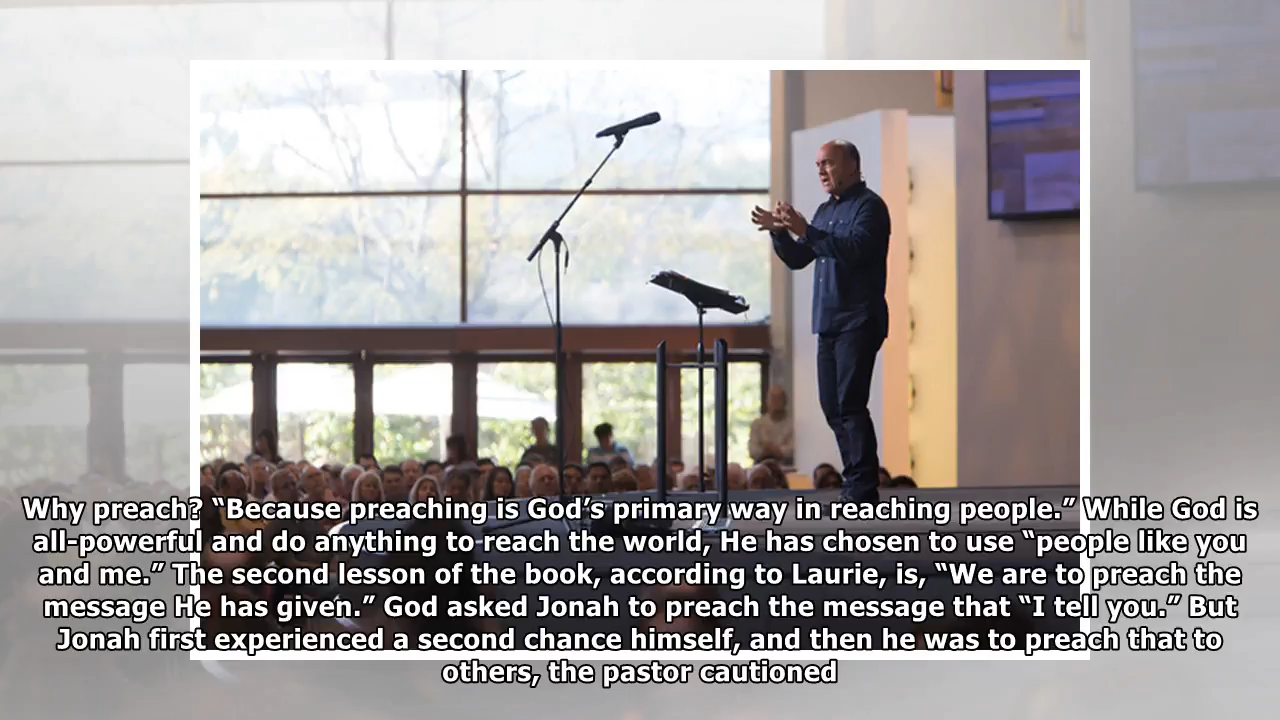 Why preach? “Because preaching is God’s primary way in reaching people.” While God is
all-powerful and do anything to reach the world, He has chosen to use “people like you
and me.” The second lesson of the book, according to Laurie, is, “We are to preach the
message He has given.” God asked Jonah to preach the message that “I tell you.” But
Jonah first experienced a second chance himself, and then he was to preach that to
others, the pastor cautioned